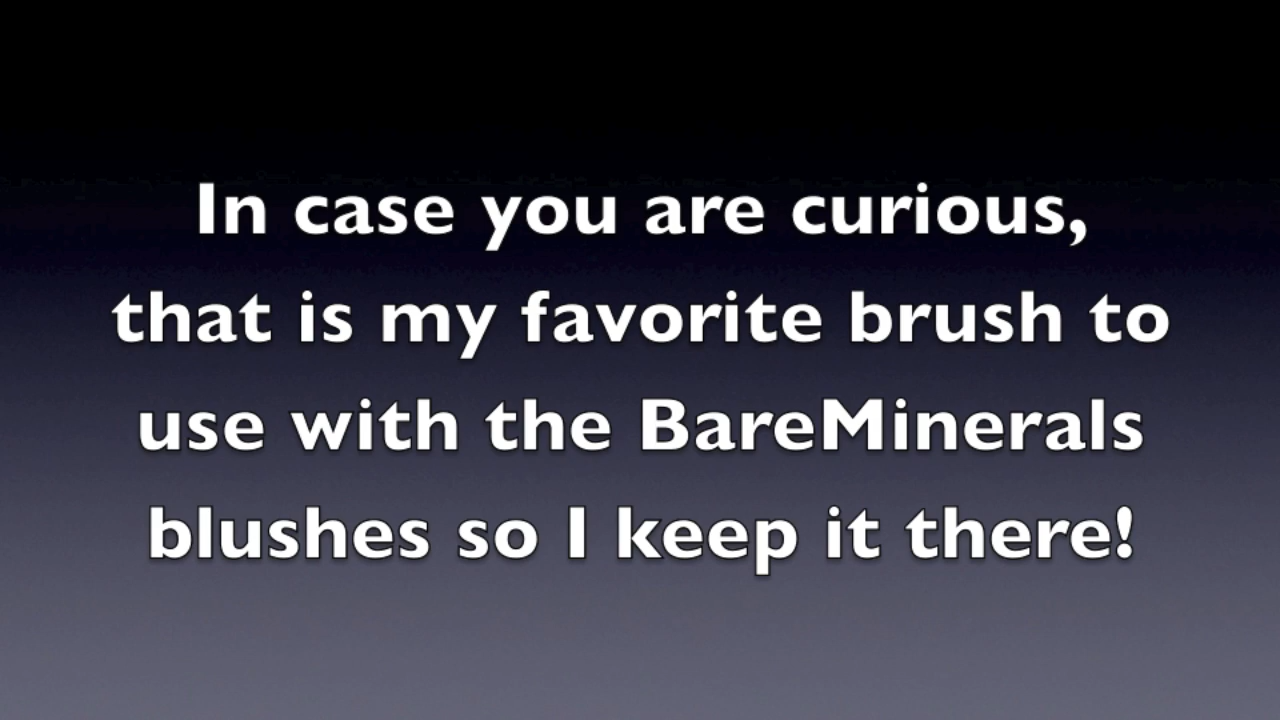 In case you are curious,
that is my favorite brush to
use with the BareMinerals
blushes so I keep it there!